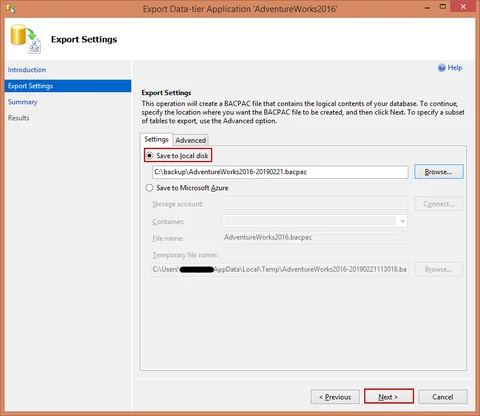 Export Data-tier Application 'AdventureWorks2016'
Export Settings
Introduction
Export Settings
Summary
Results
Help
Export Settings
This operation will create a BACPAC file that contains the logical contents of your database. To continue,
specify the location where you want the BACPAC file to be created, and then click Next. To specify a subset
of tables to export, use the Advanced option.
Settings Advanced
Save to local disk
C:\backup\AdventureWorks2016-20190221.bacpac Browse...
Save to Microsoft Azure
Storage account: Connect...
Container:
File name: AdventureWorks2016.bacpac
Temporary file name:
C:\Users\ AppData\Local\Temp\AdventureWorks2016-20190221113018.ba Browse...
< Previous Next > Cancel